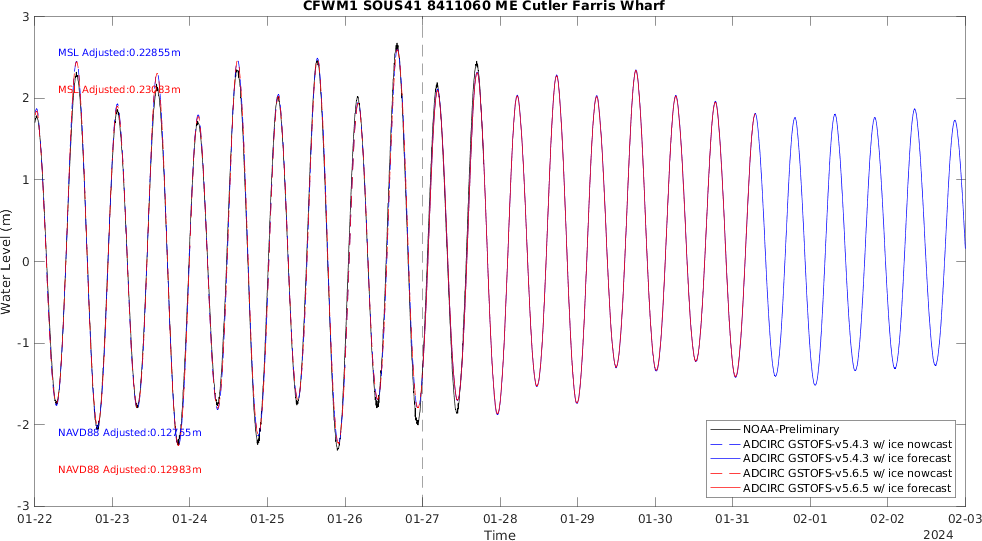 CFWM1 SOUS41 8411060 ME Cutler Farris Wharf
3
2
1
0
-1
-2
-3
Water Level (m)
MSL Adjusted:0.22855m
MSL Adjusted:0.23083m
NAVD88 Adjusted:0.12755m
NAVD88 Adjusted:0.12983m
NOAA-Preliminary
ADCIRC GSTOFS-v5.4.3 w/ ice nowcast
ADCIRC GSTOFS-v5.4.3 w/ ice forecast
ADCIRC GSTOFS-v5.6.5 w/ ice nowcast
ADCIRC GSTOFS-v5.6.5 w/ ice forecast
01-22 01-23 01-24 01-25 01-26 01-27 01-28 01-29 01-30 01-31 02-01 02-02 02-03
Time
2024